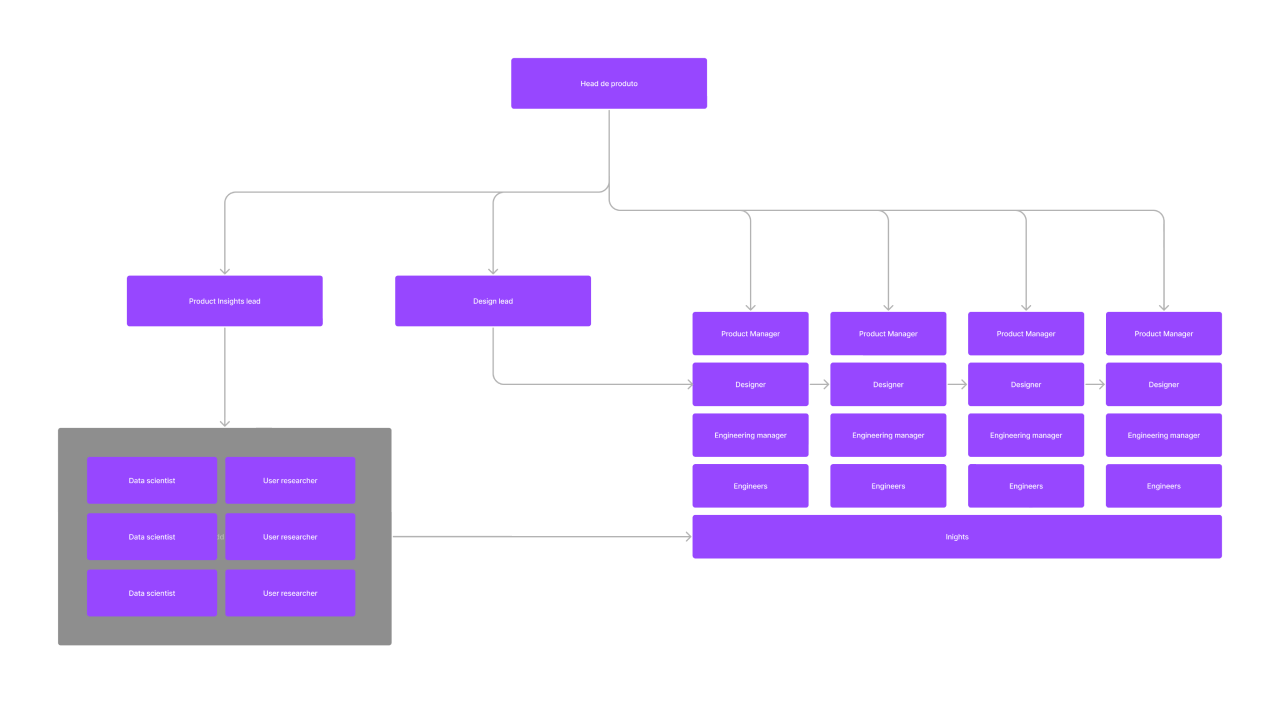 Head de produto
Product Insights lead
Design lead
Product Manager
Product Manager
Product Manager
Product Manager
Designer
Designer
Designer
Designer
Engineering manager
Engineering manager
Engineering manager
Engineering manager
Engineers
Engineers
Engineers
Engineers
Inights
Data scientist
User researcher
Data scientist
User researcher
Data scientist
User researcher